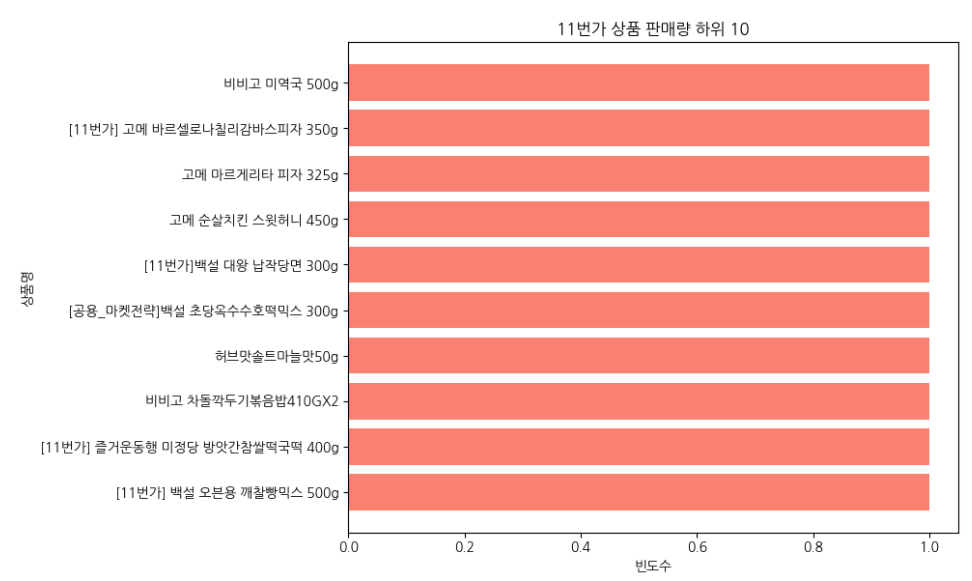 11번가 상품 판매량 하위 10
상품명
비비고 미역국 500g
[11번가] 고메 바르셀로나칠리감바스피자 350g
고메 마르게리타 피자 325g
고메 순살치킨 스윗허니 450g
[11번가]백설 대왕 납작당면 300g
[공용_마켓전략]백설 초당옥수수호떡믹스 300g
허브맛솔트마늘맛50g
비비고 차돌깍두기볶음밥410GX2
[11번가] 즐거운동행 미정당 방앗간참쌀떡국떡 400g
[11번가] 백설 오븐용 깨찰빵믹스 500g
0.0 0.2 0.4 0.6 0.8 1.0
빈도수